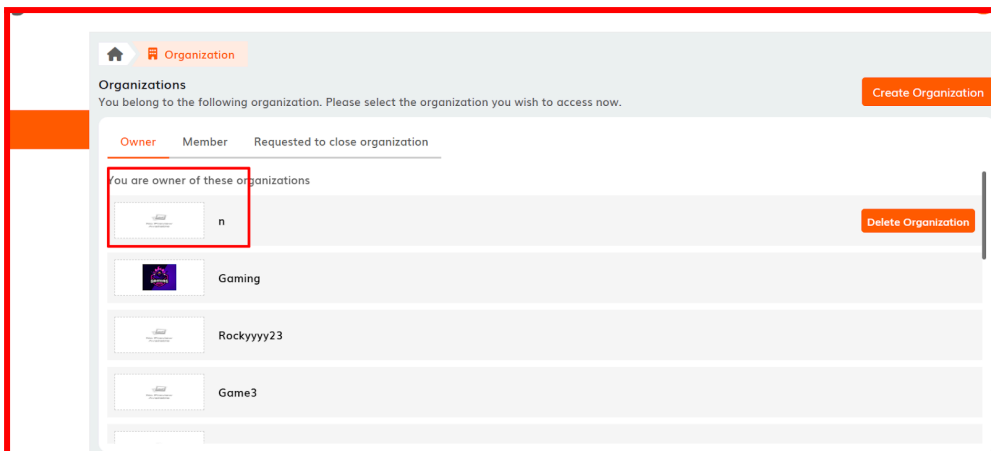 Organization
Organizations
You belong to the following organization. Please select the organization you wish to access now.
Create Organization
Owner Member Requested to close organization
You are owner of these organizations
n
Delete Organization
Gaming
Rockyyyy23
Game3